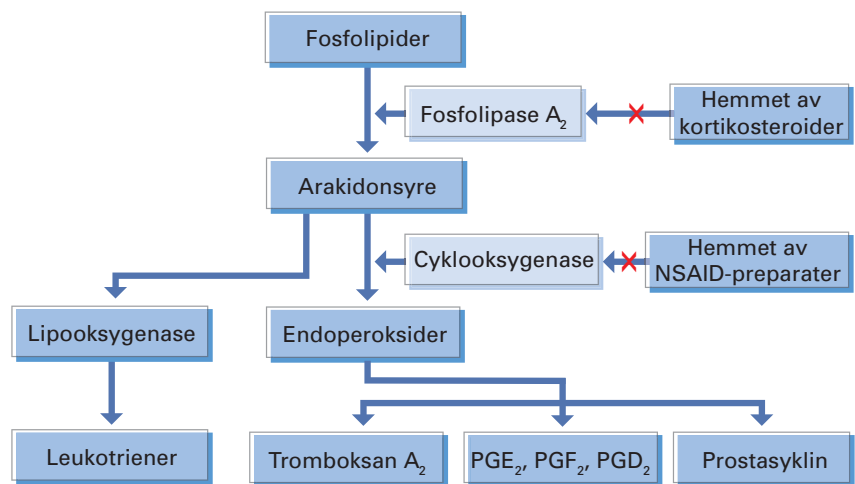 Fosfolipider
Fosfolipase A₂
Hemmet av
kortikosteroider
Arakidonsyre
Cyklooksygenase
Hemmet av
NSAID-preparater
Lipooksygenase
Endoperoksider
Leukotriener
Tromboksan A₂
PGE₂, PGF₂, PGD₂
Prostasyklin